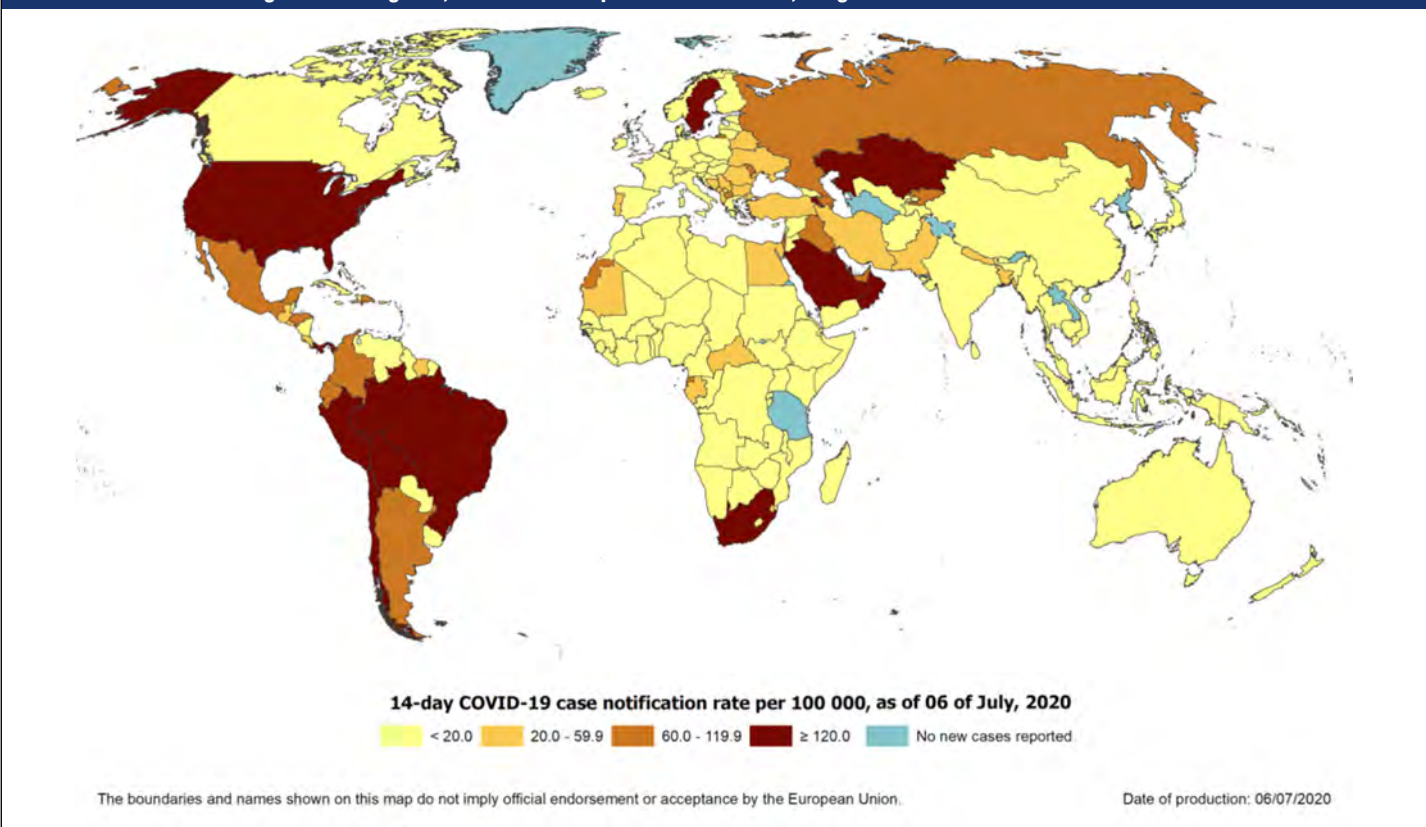 14-day COVID-19 case notification rate per 100 000, as of 06 of July, 2020
< 20.0 20.0 - 59.9 60.0 - 119.9 ≥ 120.0 No new cases reported
The boundaries and names shown on this map do not imply official endorsement or acceptance by the European Union. Date of production: 06/07/2020